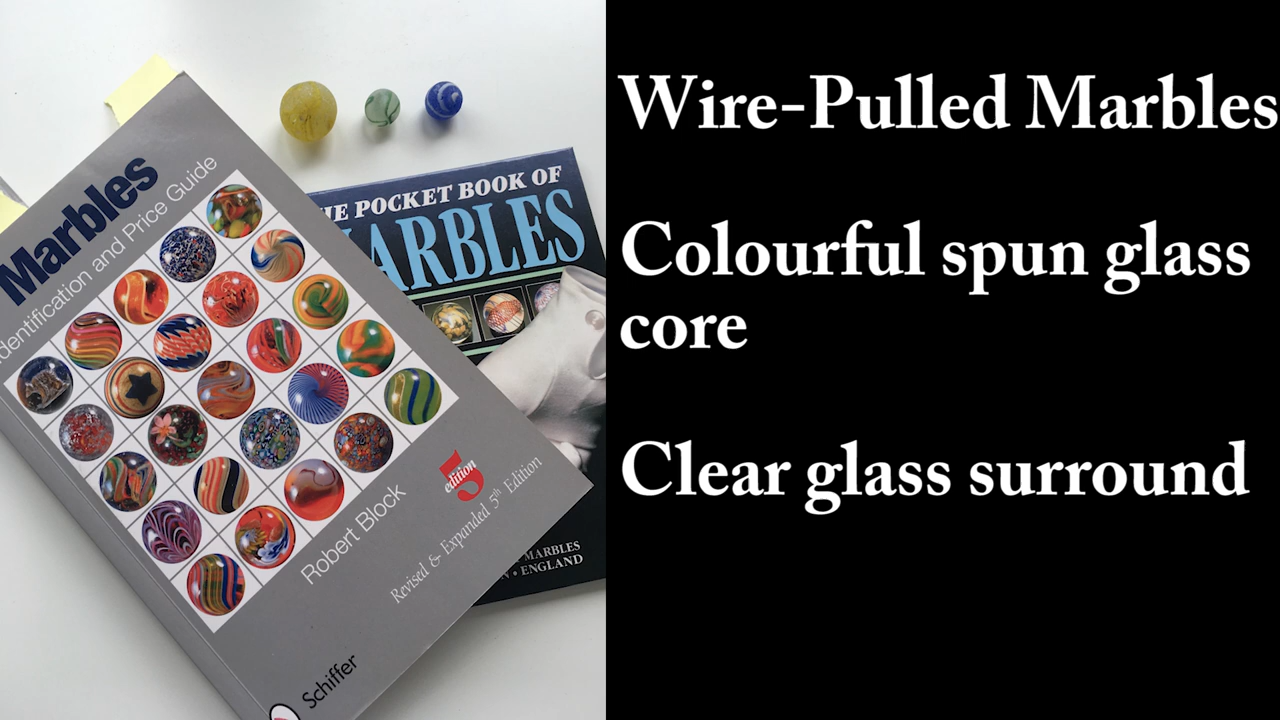 Marbles
Identification and Price Guide
THE POCKET BOOK OF
MARBLES
5
edition
Revised & Expanded 5th Edition
Robert Block
Schiffer
MARBLES
ENGLAND
Wire-Pulled Marbles
Colourful spun glass
core
Clear glass surround